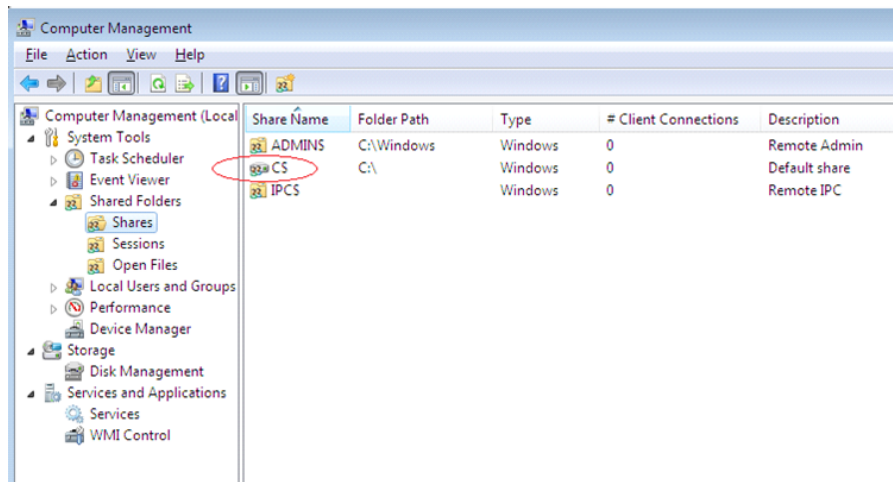 Computer Management
File Action View Help
Computer Management (Local
System Tools
Task Scheduler
Event Viewer
Shared Folders
Shares
Sessions
Open Files
Local Users and Groups
Performance
Device Manager
Storage
Disk Management
Services and Applications
Services
WMI Control
Share Name Folder Path Type # Client Connections Description
ADMIN$ C:\Windows Windows 0 Remote Admin
C$ C:\ Windows 0 Default share
IPC$ Windows 0 Remote IPC